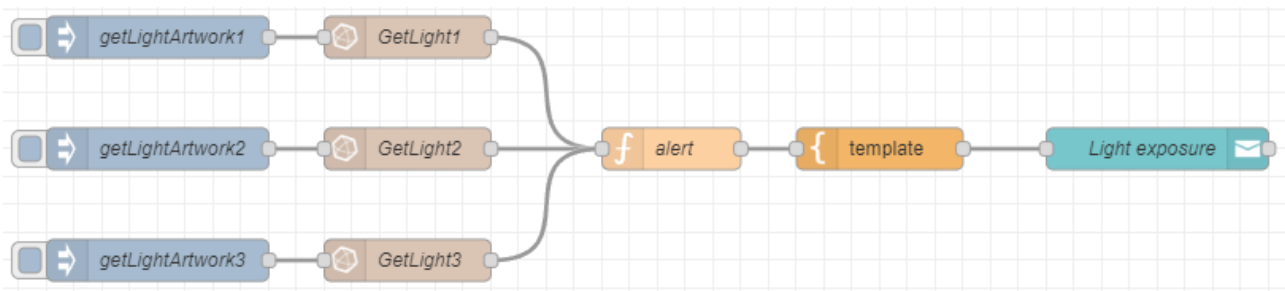 getLightArtwork1
GetLight1
getLightArtwork2
GetLight2
alert
template
Light exposure
getLightArtwork3
GetLight3